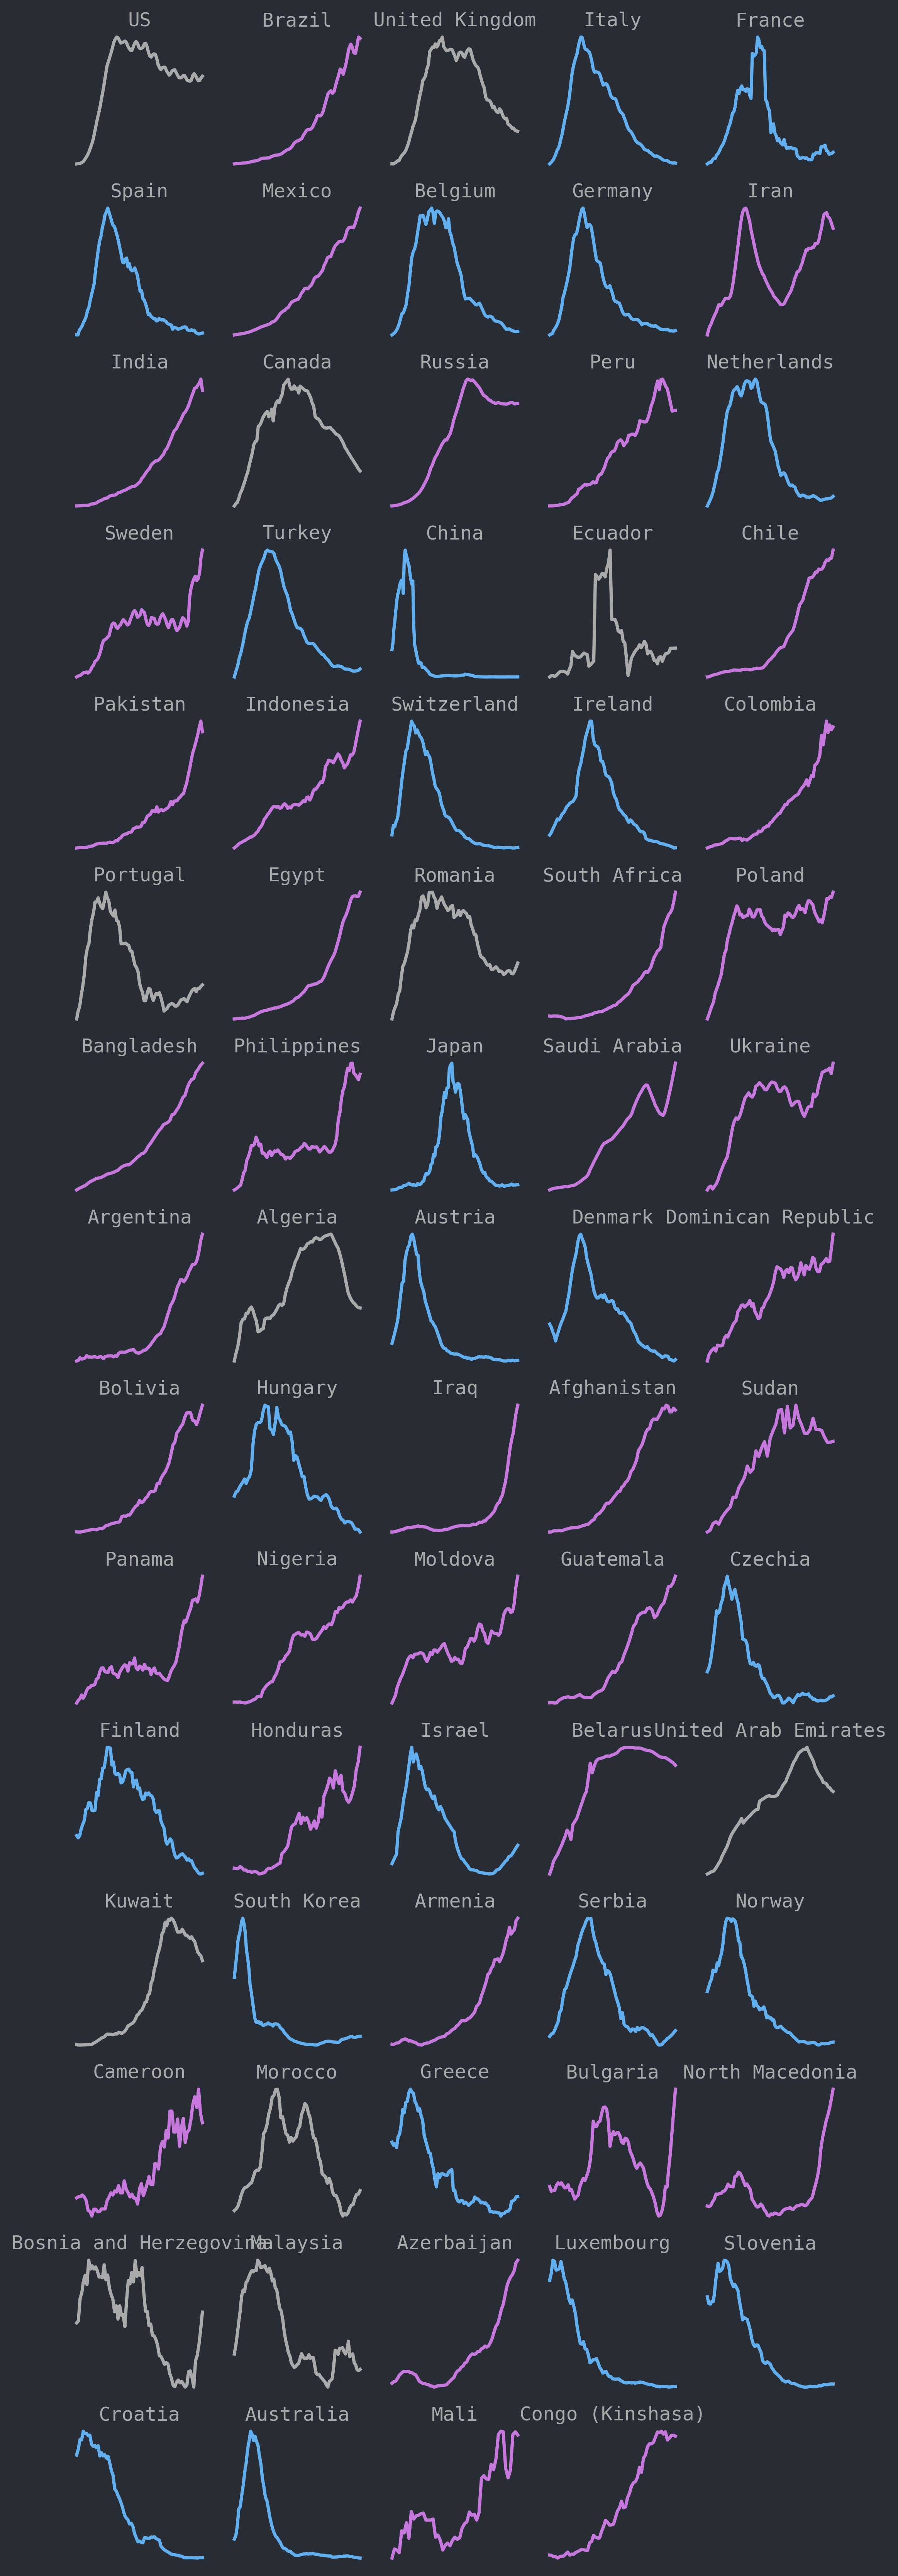 US Brazil United Kingdom Italy France
Spain Mexico Belgium Germany Iran
India Canada Russia Peru Netherlands
Sweden Turkey China Ecuador Chile
Pakistan Indonesia Switzerland Ireland Colombia
Portugal Egypt Romania South Africa Poland
Bangladesh Philippines Japan Saudi Arabia Ukraine
Argentina Algeria Austria Denmark Dominican Republic
Bolivia Hungary Iraq Afghanistan Sudan
Panama Nigeria Moldova Guatemala Czechia
Finland Honduras Israel Belarus United Arab Emirates
Kuwait South Korea Armenia Serbia Norway
Cameroon Morocco Greece Bulgaria North Macedonia
Bosnia and Herzegovina Malaysia Azerbaijan Luxembourg Slovenia
Croatia Australia Mali Congo (Kinshasa)